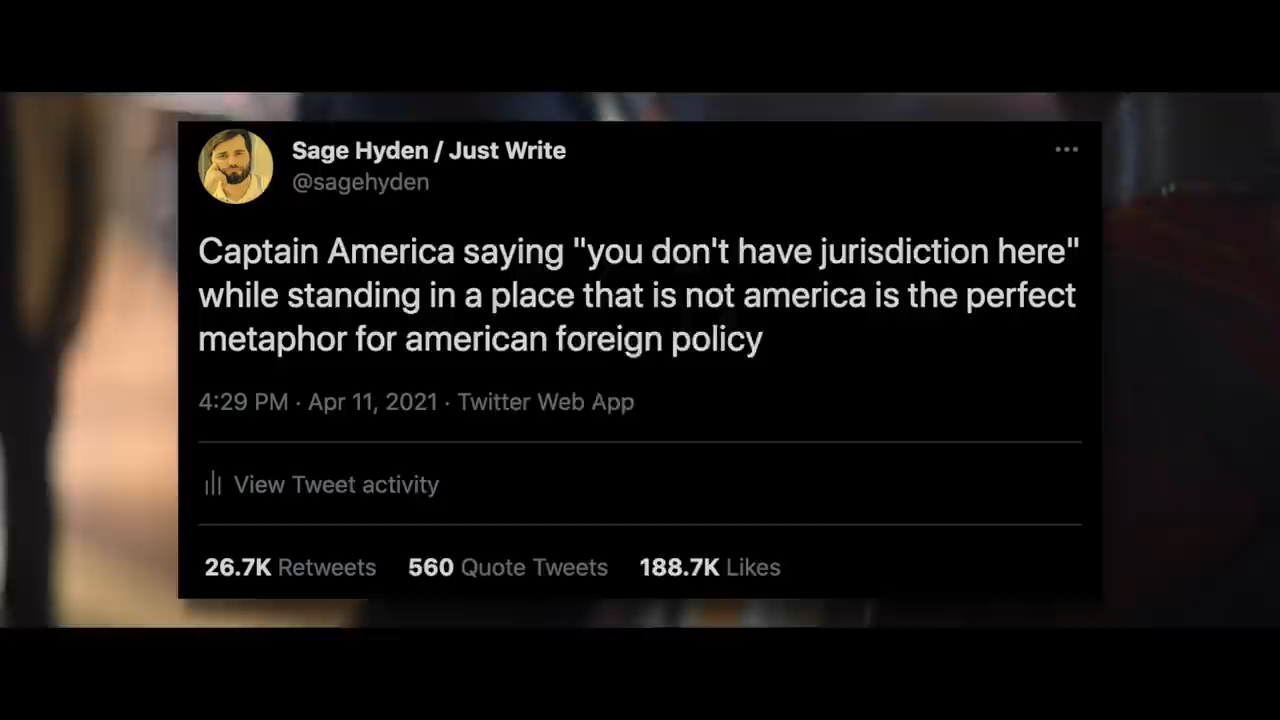 Sage Hyden / Just Write
@sagehyden
Captain America saying "you don't have jurisdiction here"
while standing in a place that is not america is the perfect
metaphor for american foreign policy
4:29 PM · Apr 11, 2021 · Twitter Web App
View Tweet activity
26.7K Retweets 560 Quote Tweets 188.7K Likes